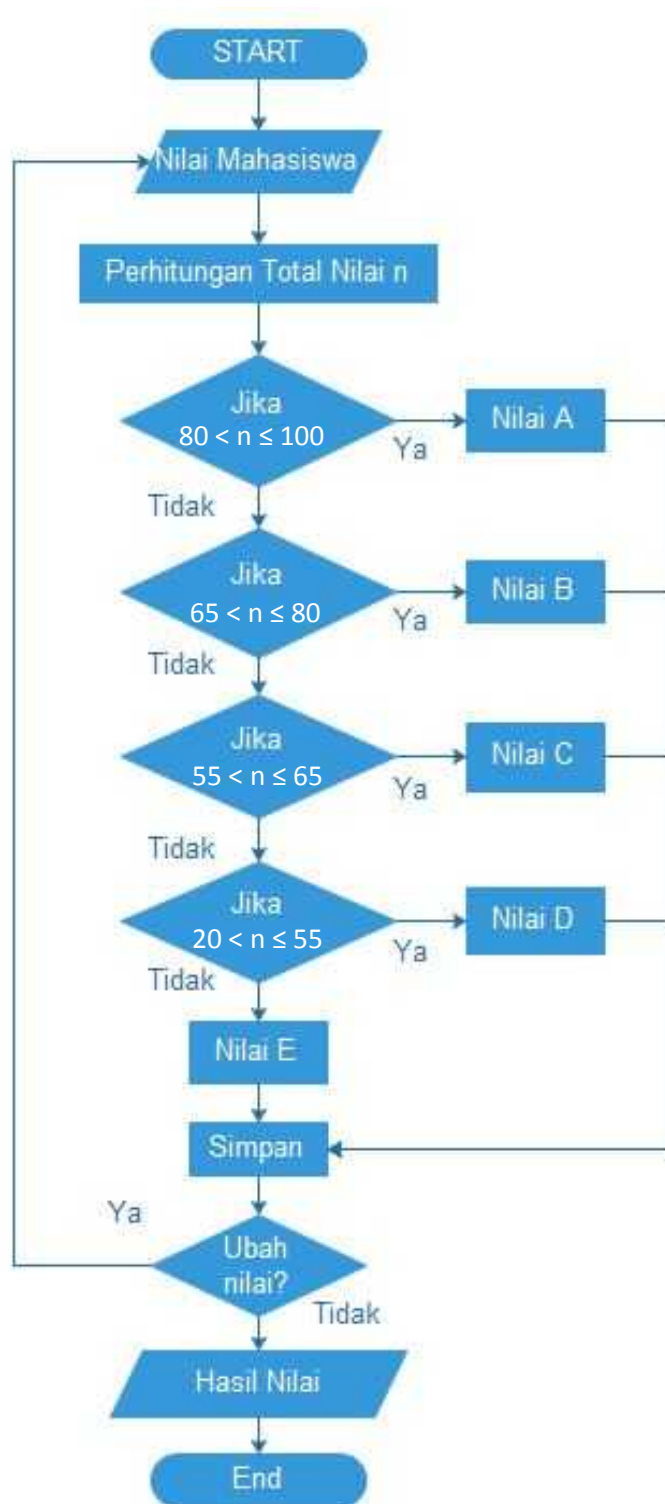 START
Nilai Mahasiswa
Perhitungan Total Nilai n
Jika
80 < n ≤ 100
Ya
Nilai A
Tidak
Jika
65 < n ≤ 80
Ya
Nilai B
Tidak
Jika
55 < n ≤ 65
Ya
Nilai C
Tidak
Jika
20 < n ≤ 55
Ya
Nilai D
Tidak
Nilai E
Simpan
Ya
Ubah
nilai?
Tidak
Hasil Nilai
End